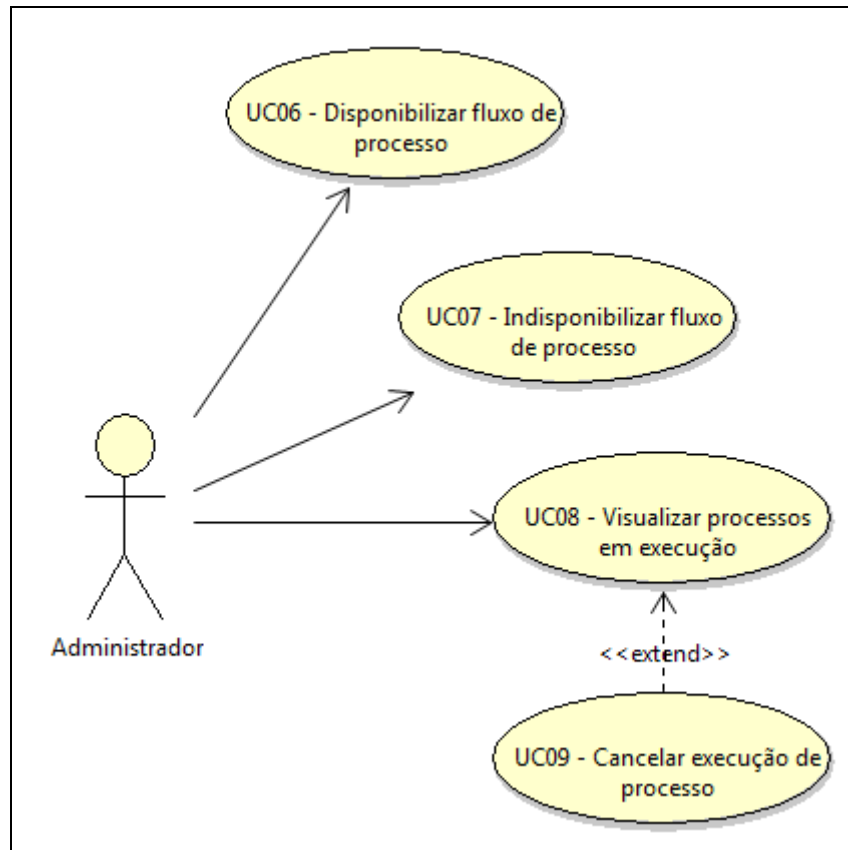 UC06 - Disponibilizar fluxo de
processo
UC07 - Indisponibilizar fluxo
de processo
UC08 - Visualizar processos
em execução
Administrador
<<extend>>
UC09 - Cancelar execução de
processo